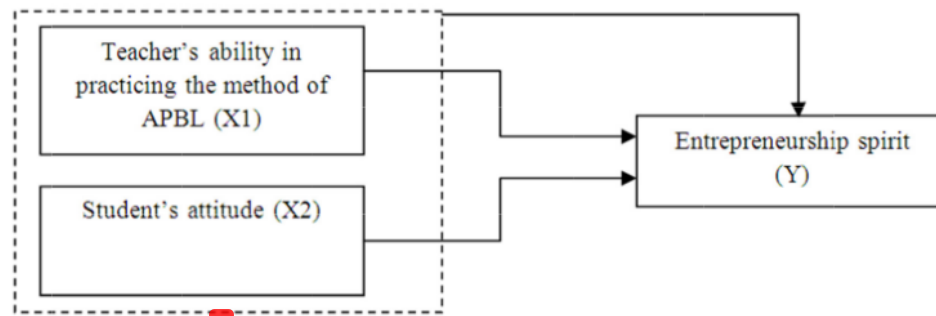 Teacher's ability in
practicing the method of
APBL (X1)
Student's attitude (X2)
Entrepreneurship spirit
(Y)